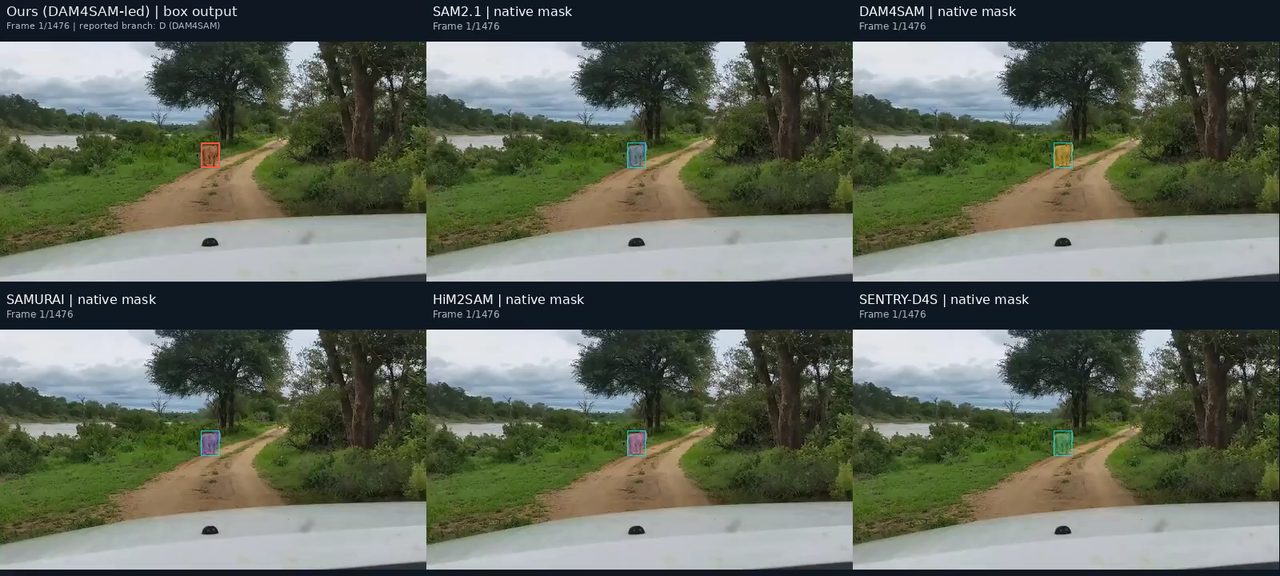 Ours (DAM4SAM-led) | box output
Frame 1/1476 | reported branch: D (DAM4SAM)
SAM2.1 | native mask
Frame 1/1476
DAM4SAM | native mask
Frame 1/1476
SAMURAI | native mask
Frame 1/1476
HiM2SAM | native mask
Frame 1/1476
SENTRY-D4S | native mask
Frame 1/1476